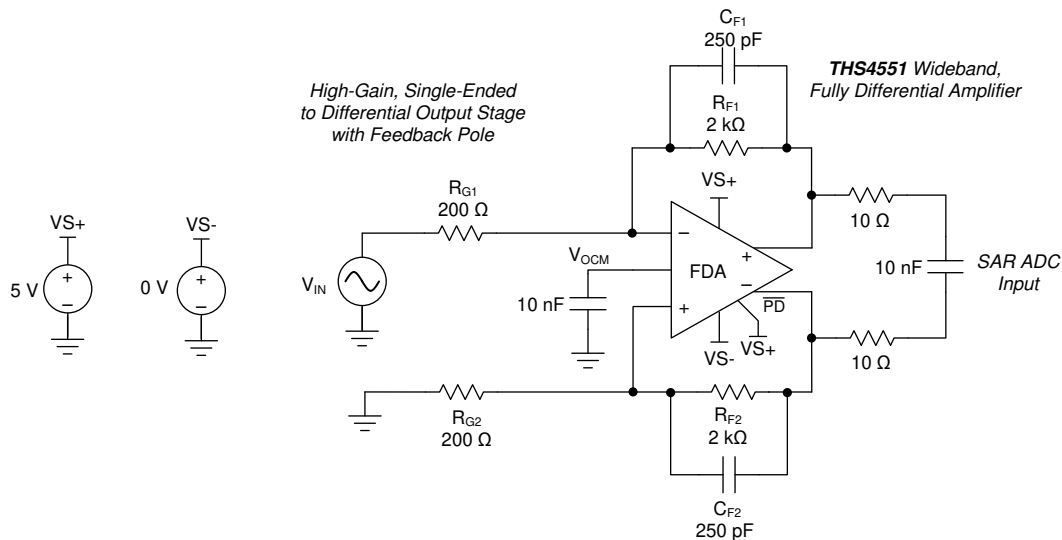 C_F1
250 pF
THS4551 Wideband,
Fully Differential Amplifier
High-Gain, Single-Ended
to Differential Output Stage
with Feedback Pole
R_F1
2 kΩ
R_G1
200 Ω
VS+
VS+
5 V
+
−
VS-
0 V
+
−
V_IN
V_OCM
10 nF
−
+
FDA
+
−
PD
VS-
VS+
10 Ω
10 nF
SAR ADC
Input
10 Ω
R_G2
200 Ω
R_F2
2 kΩ
C_F2
250 pF